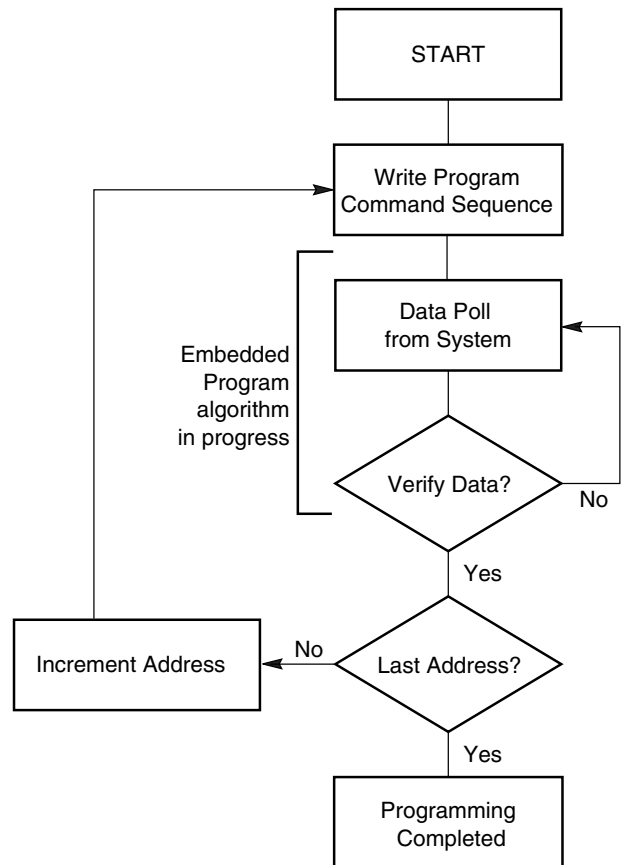 START
Write Program
Command Sequence
Data Poll
from System
Embedded
Program
algorithm
in progress
Verify Data?
No
Yes
No
Increment Address
Last Address?
Yes
Programming
Completed